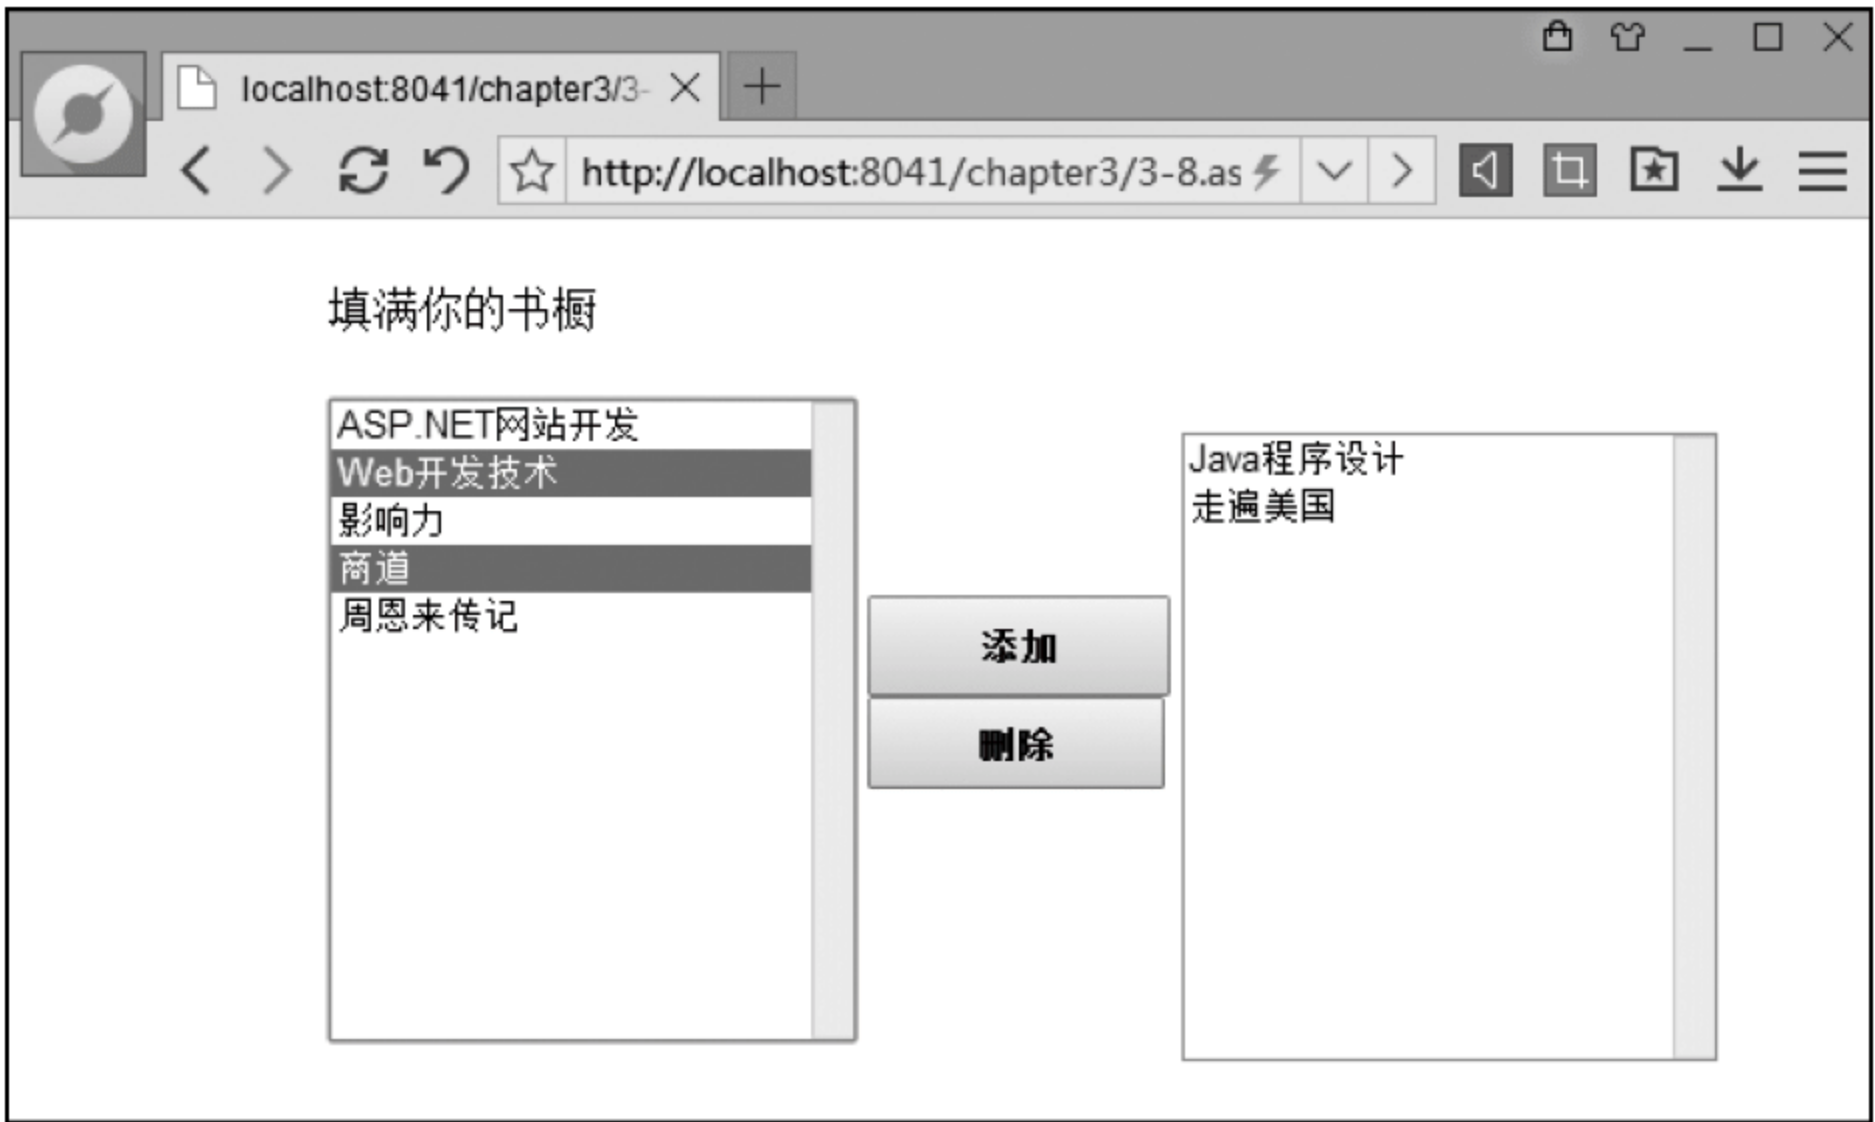 localhost:8041/chapter3/3-
http://localhost:8041/chapter3/3-8.as
填满你的书橱
ASP.NET网站开发
Web开发技术
影响力
商道
周恩来传记
添加
删除
Java程序设计
走遍美国